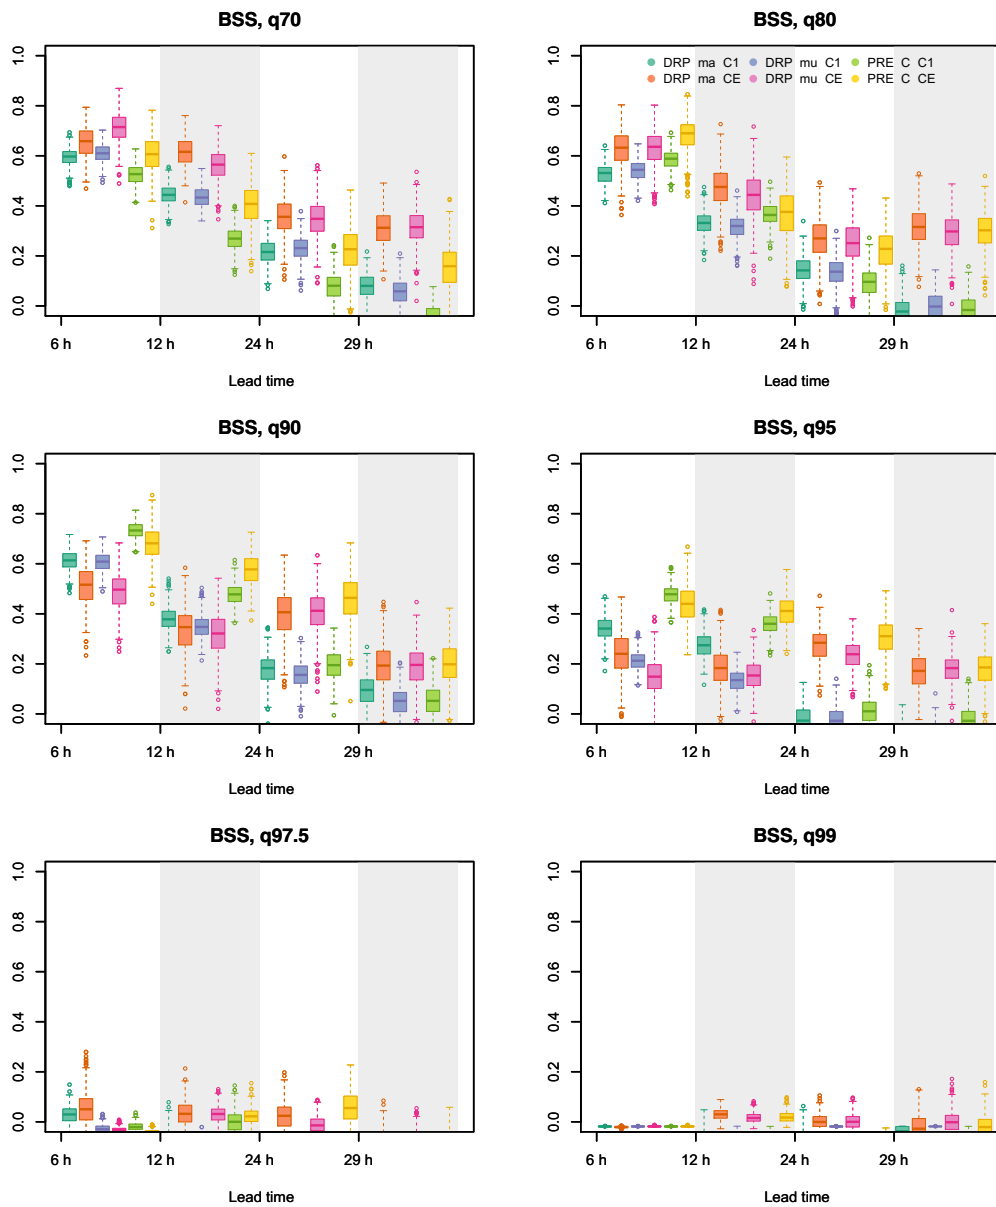 BSS, q70
1.0
0.8
0.6
0.4
0.2
0.0
6 h 12 h 24 h 29 h
Lead time
BSS, q80
DRP ma C1 DRP mu C1 PRE C C1
DRP ma CE DRP mu CE PRE C CE
1.0
0.8
0.6
0.4
0.2
0.0
6 h 12 h 24 h 29 h
Lead time
BSS, q90
1.0
0.8
0.6
0.4
0.2
0.0
6 h 12 h 24 h 29 h
Lead time
BSS, q95
1.0
0.8
0.6
0.4
0.2
0.0
6 h 12 h 24 h 29 h
Lead time
BSS, q97.5
1.0
0.8
0.6
0.4
0.2
0.0
6 h 12 h 24 h 29 h
Lead time
BSS, q99
1.0
0.8
0.6
0.4
0.2
0.0
6 h 12 h 24 h 29 h
Lead time